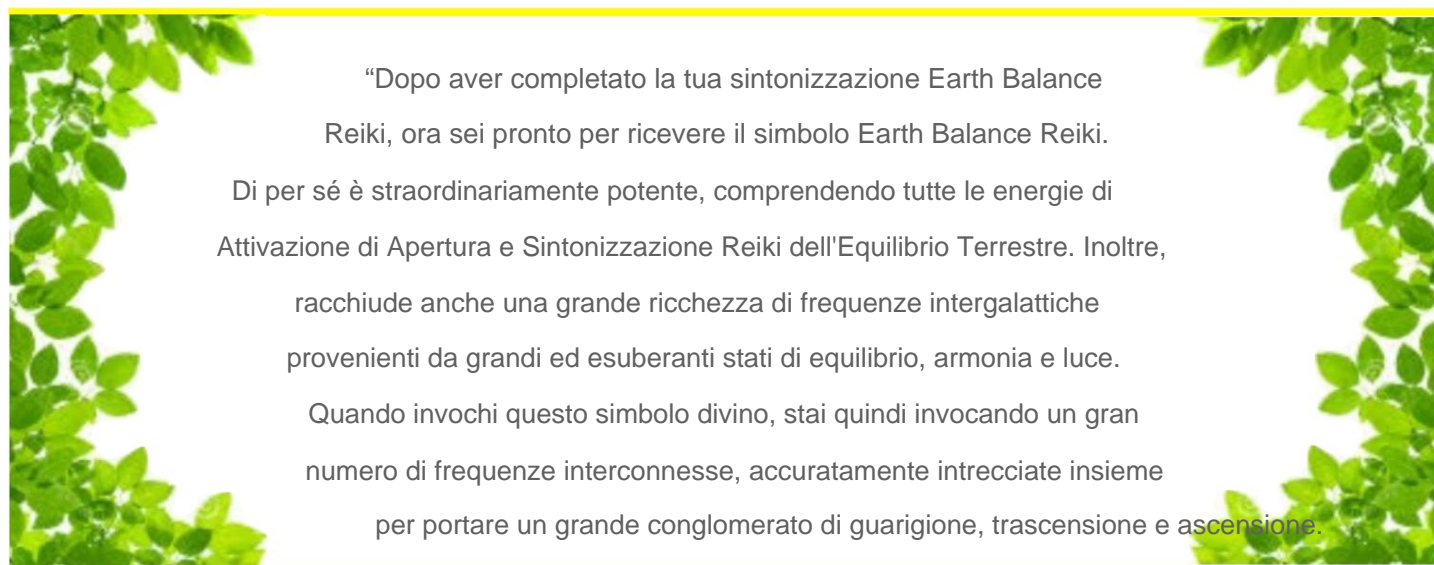 “Dopo aver completato la tua sintonizzazione Earth Balance
Reiki, ora sei pronto per ricevere il simbolo Earth Balance Reiki.
Di per sé è straordinariamente potente, comprendendo tutte le energie di
Attivazione di Apertura e Sintonizzazione Reiki dell'Equilibrio Terrestre. Inoltre,
racchiude anche una grande ricchezza di frequenze intergalattiche
provenienti da grandi ed esuberanti stati di equilibrio, armonia e luce.
Quando invochi questo simbolo divino, stai quindi invocando un gran
numero di frequenze interconnesse, accuratamente intrecciate insieme
per portare un grande conglomerato di guarigione, trascensione e ascensione.